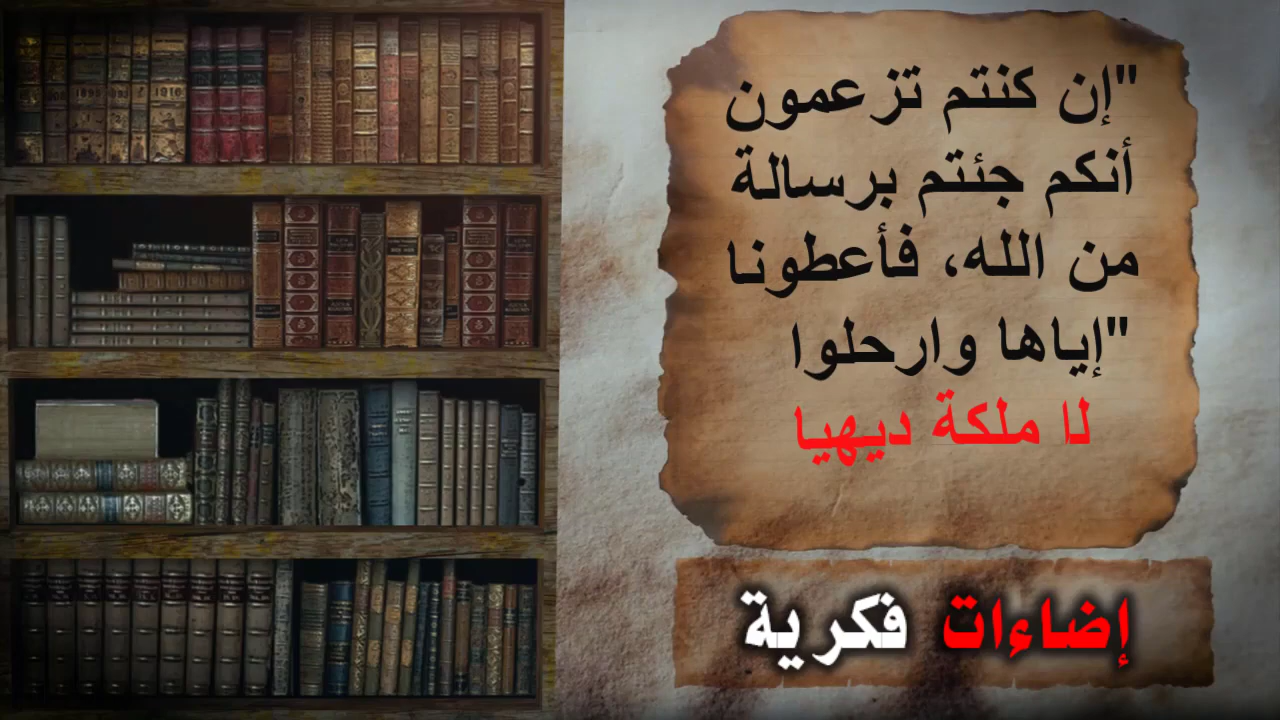 "إن كنتم تزعمون
أنكم جئتم برسالة
من الله، فأعطونا
إياها وارحلوا"
لا ملكة ديهيا
إضاءات فكرية